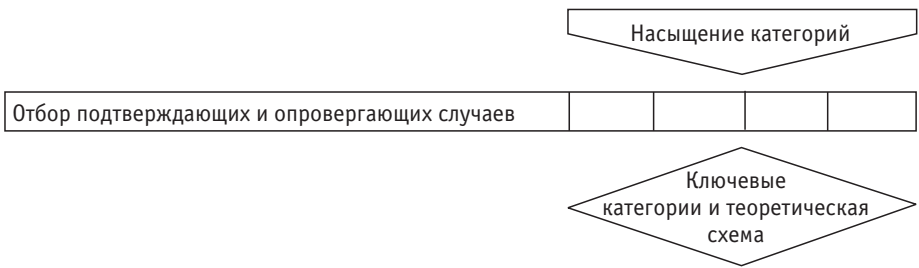 Насыщение категорий
Отбор подтверждающих и опровергающих случаев
Ключевые
категории и теоретическая
схема